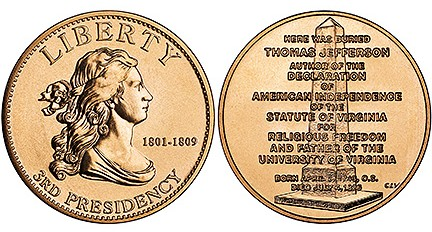 LIBERTY
1801-1809
3RD PRESIDENCY
HERE WAS BURIED
THOMAS JEFFERSON
AUTHOR OF THE
DECLARATION
OF
AMERICAN INDEPENDENCE
OF THE
STATUTE OF VIRGINIA
FOR
RELIGIOUS FREEDOM
AND FATHER OF THE
UNIVERSITY OF VIRGINIA
BORN APRIL 2, 1743, O.S.
DIED JULY 4, 1826